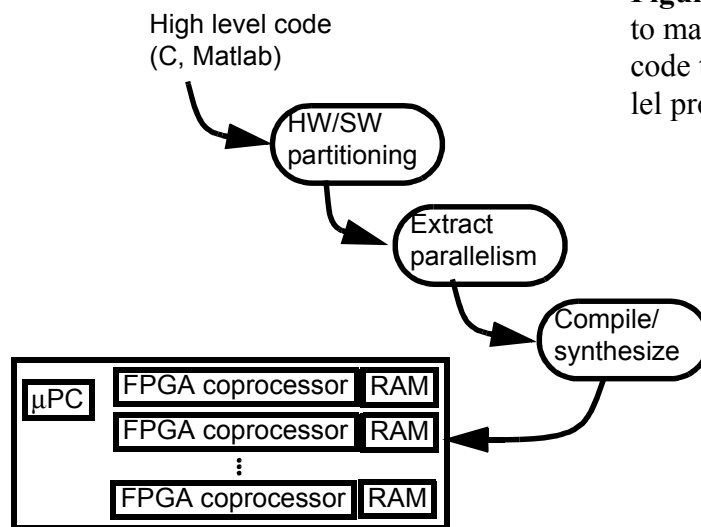 High level code
(C, Matlab)
HW/SW
partitioning
Extract
parallelism
Compile/
synthesize
µPC
FPGA coprocessor RAM
FPGA coprocessor RAM
⋮
FPGA coprocessor RAM
Figur
to ma
code t
lel pro